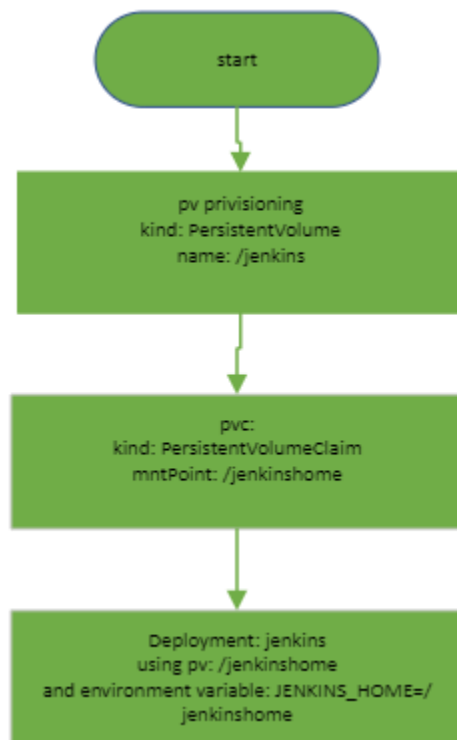 start
pv privisioning
kind: PersistentVolume
name: /jenkins
pvc:
kind: PersistentVolumeClaim
mntPoint: /jenkinshome
Deployment: jenkins
using pv: /jenkinshome
and environment variable: JENKINS_HOME=/
jenkinshome